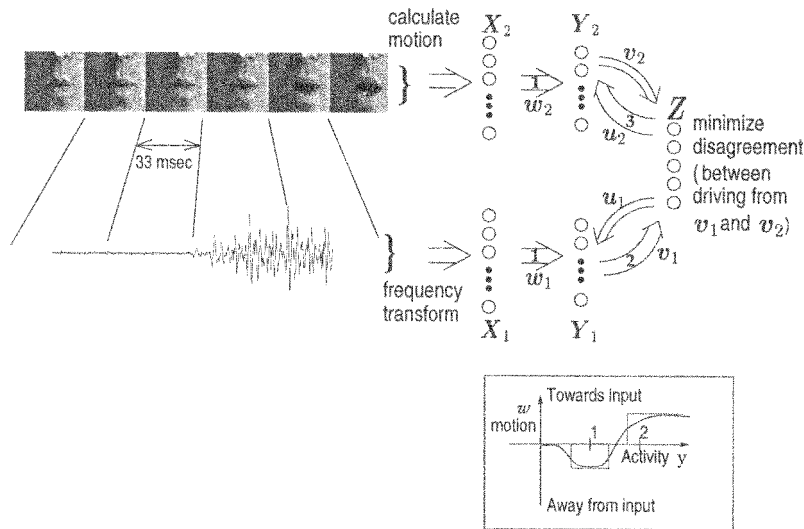 calculate
motion
X2
Y2
}
1
w2
v2
3
u2
Z
minimize
disagreement
(between
driving from
v1 and v2)
33 msec
}
frequency
transform
1
w1
u1
2
v1
X1
Y1
Towards input
w
motion
1
2
Activity y
Away from input